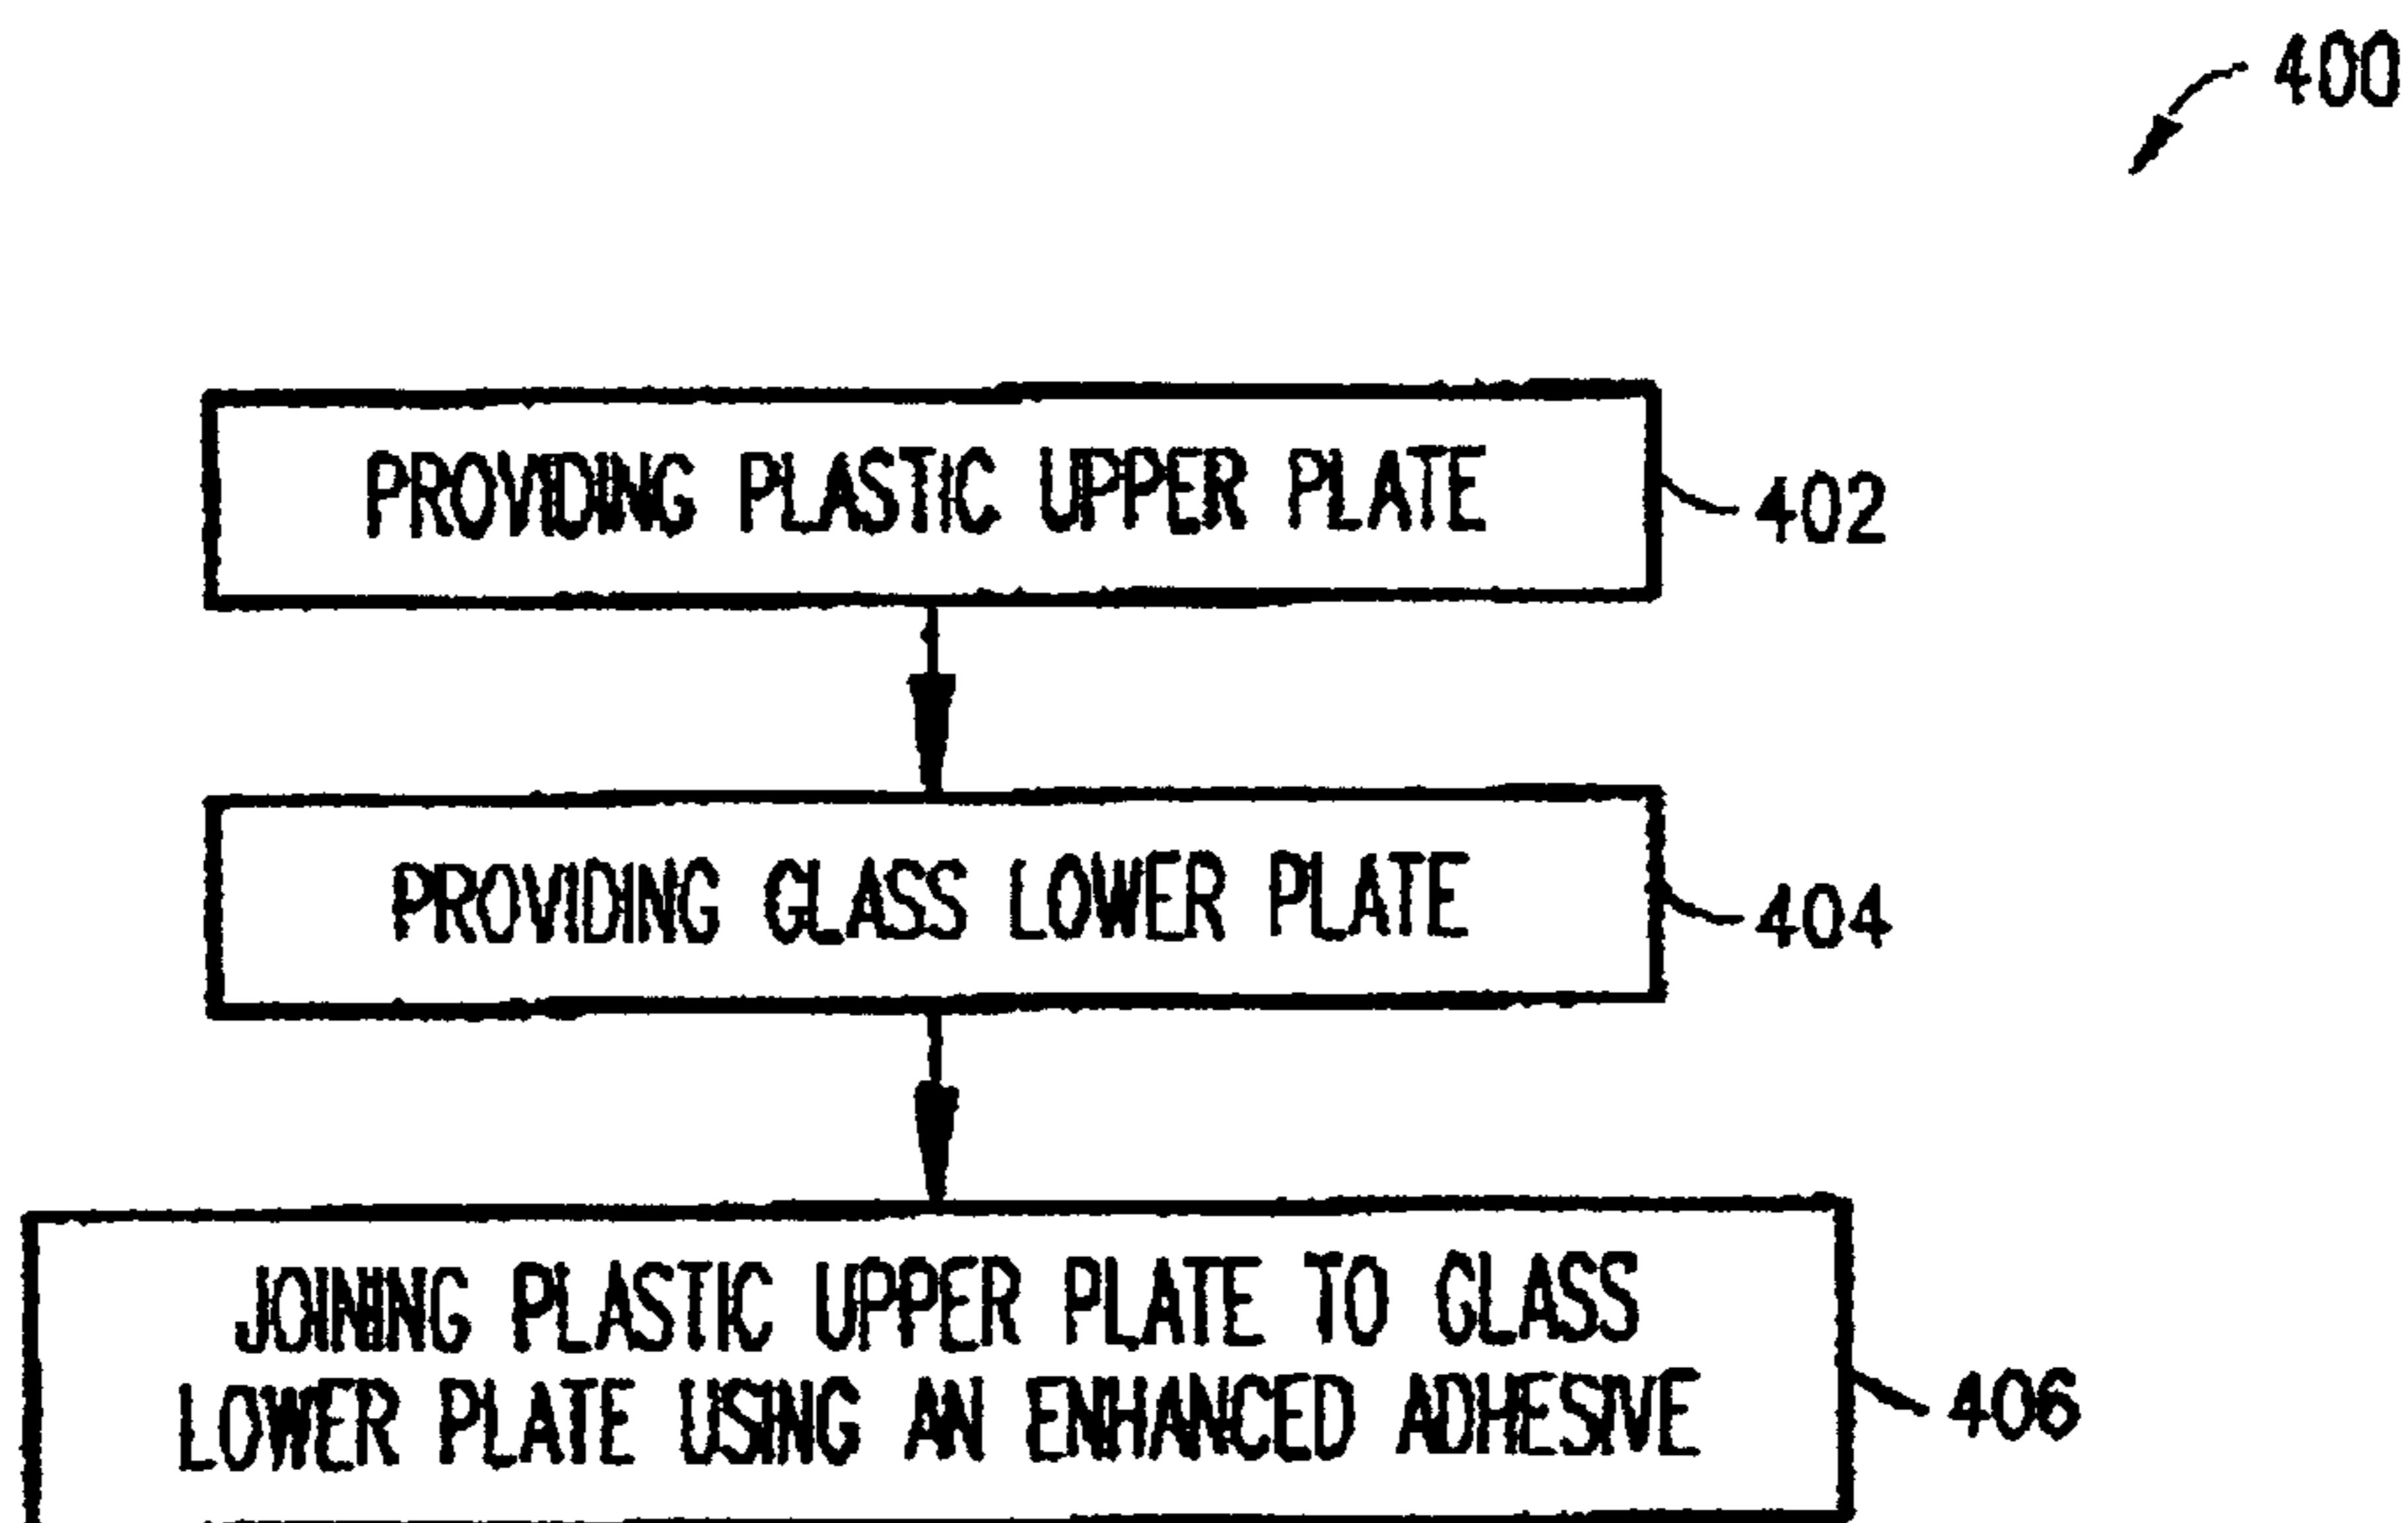 400
PROVIDING PLASTIC UPPER PLATE
402
PROVIDING GLASS LOWER PLATE
404
JOINING PLASTIC UPPER PLATE TO GLASS
LOWER PLATE USING AN ENHANCED ADHESIVE
406